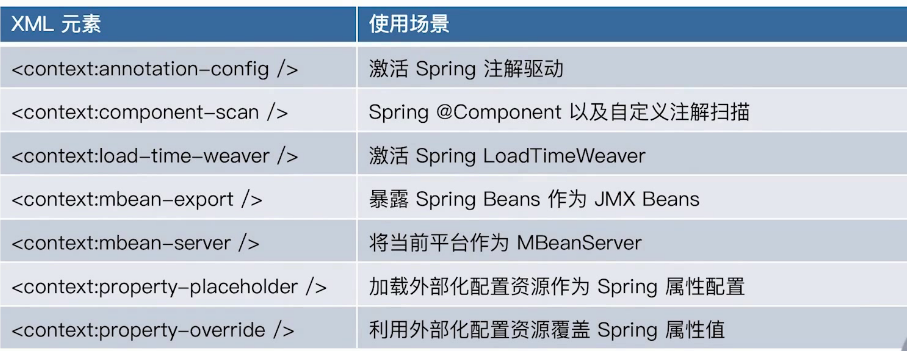 XML 元素 使用场景
<context:annotation-config /> 激活 Spring 注解驱动
<context:component-scan /> Spring @Component 以及自定义注解扫描
<context:load-time-weaver /> 激活 Spring LoadTimeWeaver
<context:mbean-export /> 暴露 Spring Beans 作为 JMX Beans
<context:mbean-server /> 将当前平台作为 MBeanServer
<context:property-placeholder /> 加载外部化配置资源作为 Spring 属性配置
<context:property-override /> 利用外部化配置资源覆盖 Spring 属性值